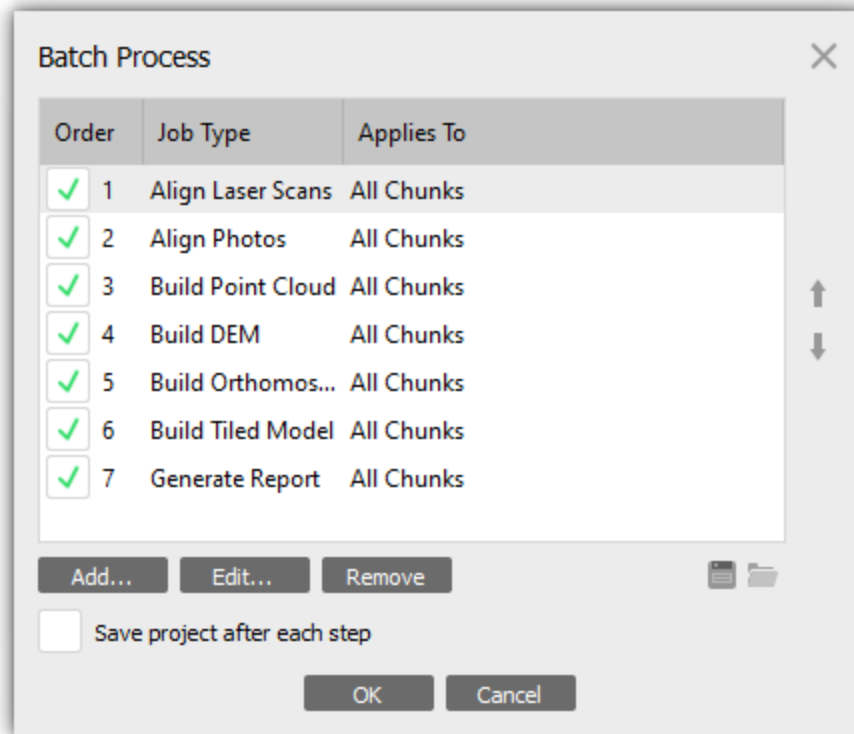 Batch Process
Order Job Type Applies To
1 Align Laser Scans All Chunks
2 Align Photos All Chunks
3 Build Point Cloud All Chunks
4 Build DEM All Chunks
5 Build Orthomos... All Chunks
6 Build Tiled Model All Chunks
7 Generate Report All Chunks
Add... Edit... Remove
Save project after each step
OK Cancel